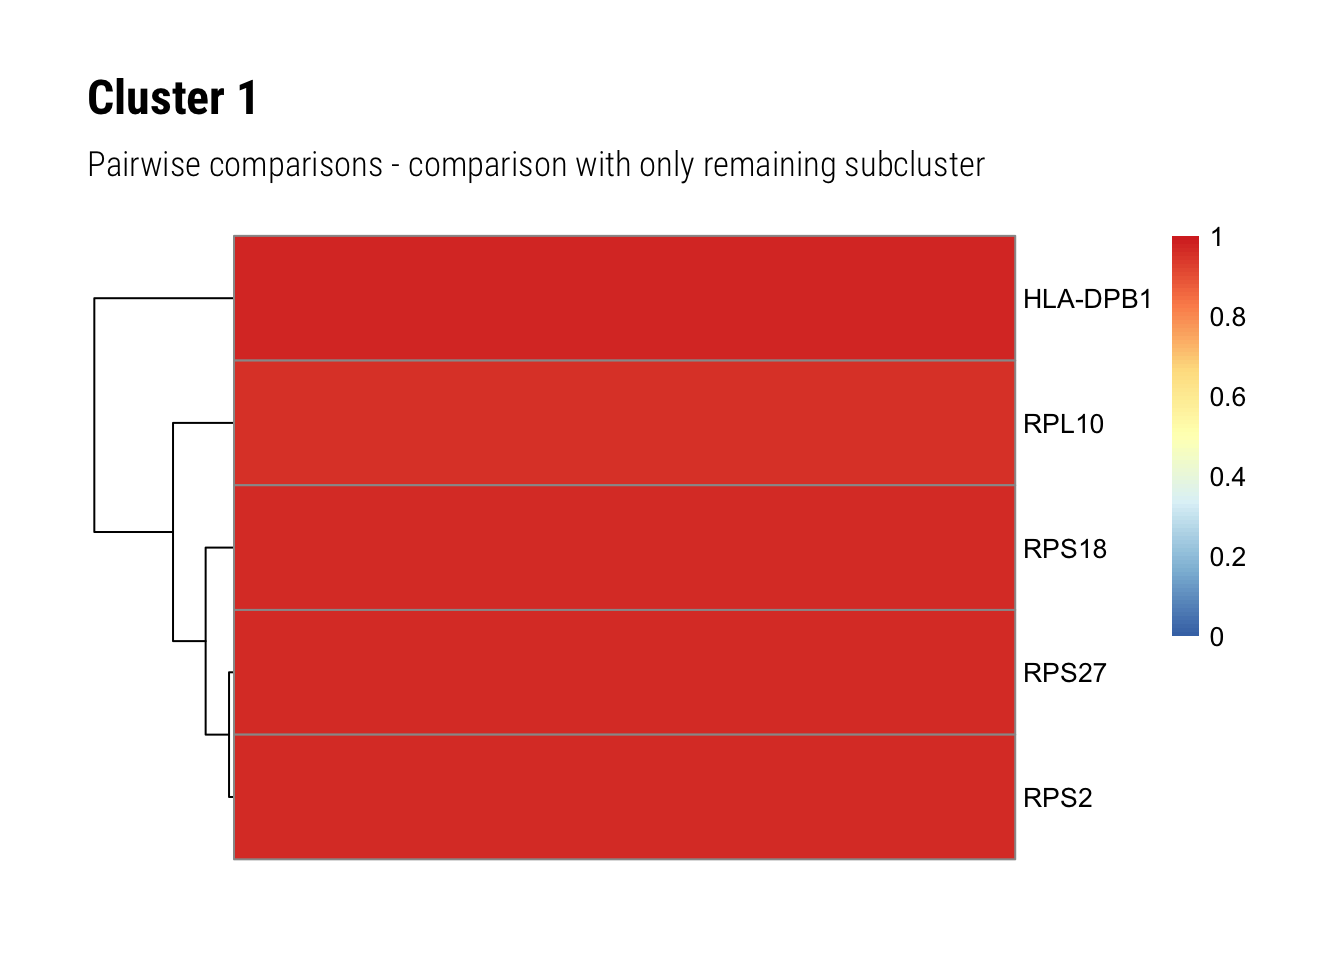 Cluster 1
Pairwise comparisons - comparison with only remaining subcluster
HLA-DPB1
RPL10
RPS18
RPS27
RPS2
1
0.8
0.6
0.4
0.2
0